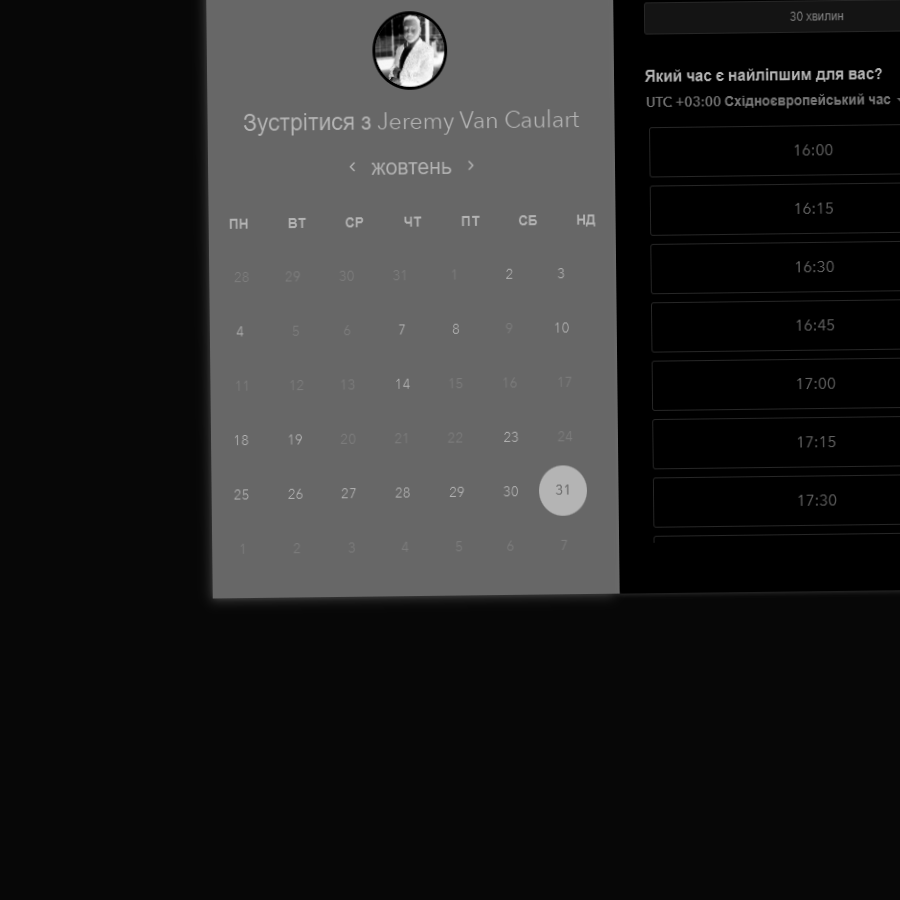 Зустрітися з Jeremy Van Caulart
‹ жовтень ›
ПН ВТ СР ЧТ ПТ СБ НД
28 29 30 31 1 2 3
4 5 6 7 8 9 10
11 12 13 14 15 16 17
18 19 20 21 22 23 24
25 26 27 28 29 30 31
1 2 3 4 5 6 7
30 хвилин
Який час є найліпшим для вас?
UTC +03:00 Східноєвропейський час
16:00
16:15
16:30
16:45
17:00
17:15
17:30